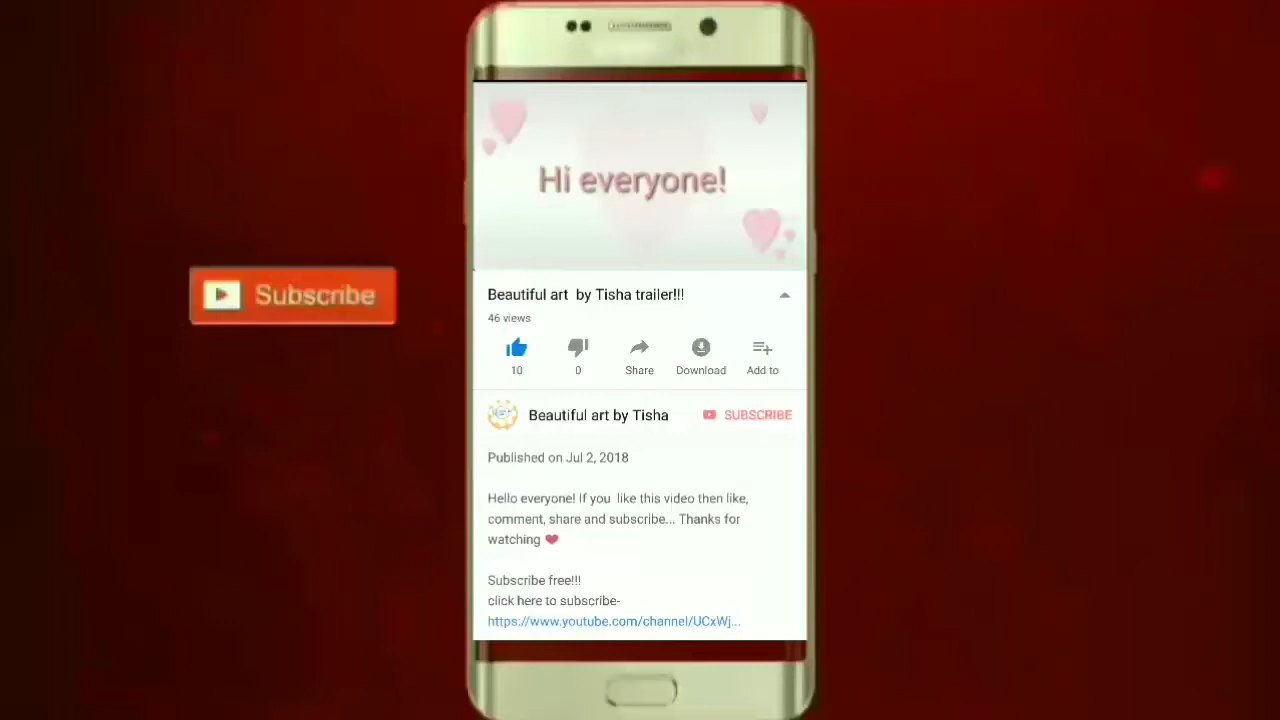 Hi everyone!
Subscribe
Beautiful art by Tisha trailer!!!
46 views
10
0
Share
Download
Add to
Beautiful art by Tisha
SUBSCRIBE
Published on Jul 2, 2018
Hello everyone! If you like this video then like,
comment, share and subscribe... Thanks for
watching ❤
Subscribe free!!!
click here to subscribe-
https://www.youtube.com/channel/UCxWj...